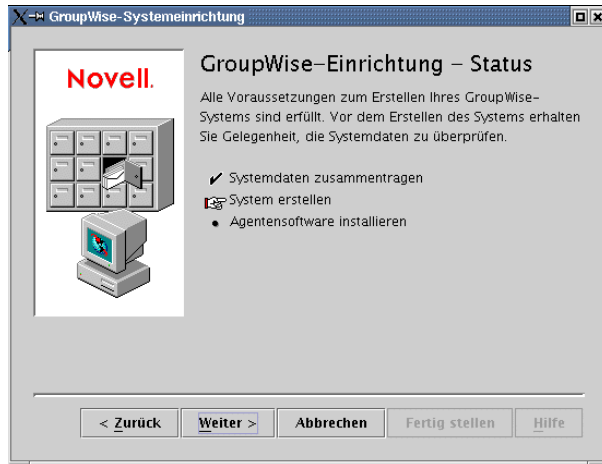 GroupWise-Systemeinrichtung
Novell.
GroupWise-Einrichtung - Status
Alle Voraussetzungen zum Erstellen Ihres GroupWise-
Systems sind erfüllt. Vor dem Erstellen des Systems erhalten
Sie Gelegenheit, die Systemdaten zu überprüfen.
Systemdaten zusammentragen
System erstellen
Agentensoftware installieren
< Zurück
Weiter >
Abbrechen
Fertig stellen
Hilfe